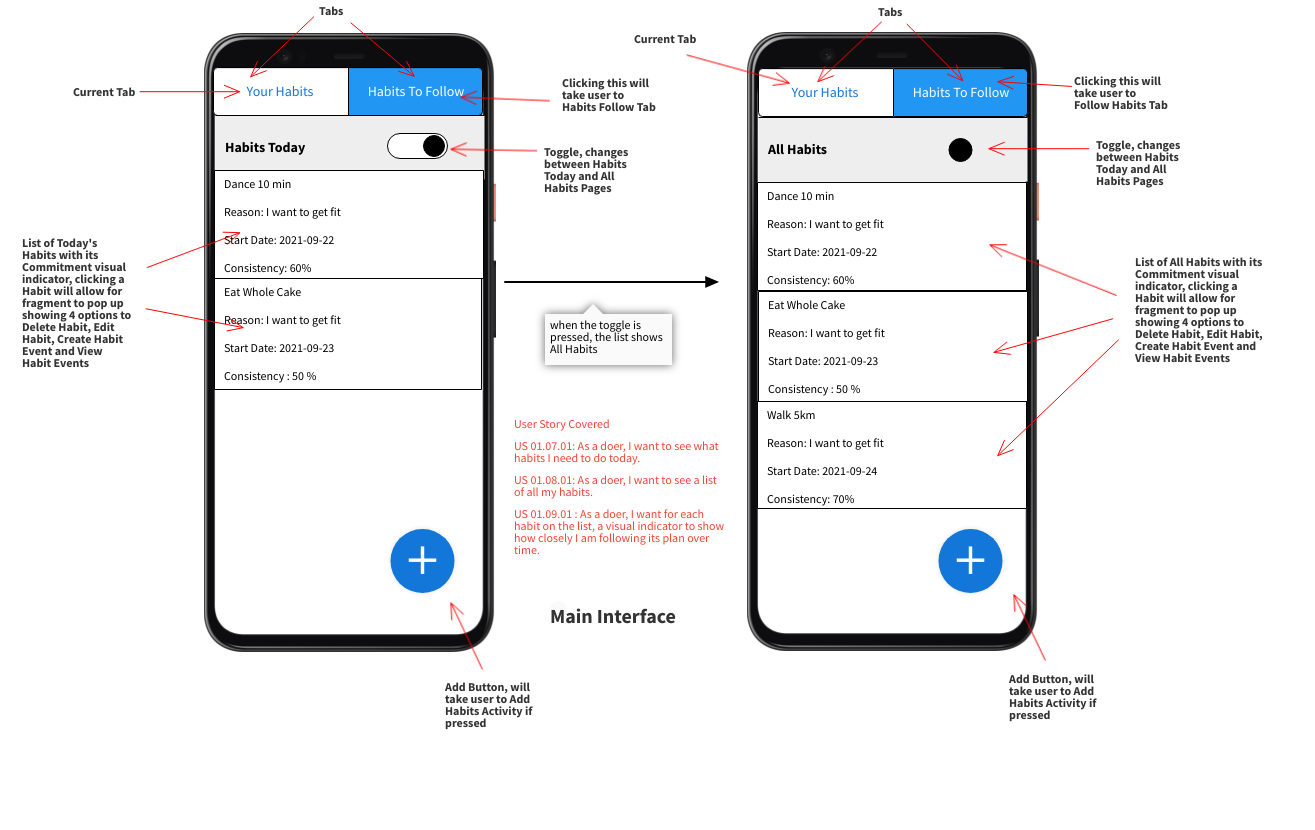 Tabs
Current Tab
Your Habits
Habits To Follow
Clicking this will
take user to
Habits Follow Tab
Habits Today
Toggle, changes
between Habits
Today and All
Habits Pages
Dance 10 min
Reason: I want to get fit
Start Date: 2021-09-22
Consistency: 60%
Eat Whole Cake
Reason: I want to get fit
Start Date: 2021-09-23
Consistency : 50 %
List of Today's
Habits with its
Commitment visual
indicator, clicking a
Habit will allow for
fragment to pop up
showing 4 options to
Delete Habit, Edit
Habit, Create Habit
Event and View
Habit Events
Add Button, will
take user to Add
Habits Activity if
pressed
when the toggle is
pressed, the list shows
All Habits
User Story Covered
US 01.07.01: As a doer, I want to see what
habits I need to do today.
US 01.08.01: As a doer, I want to see a list
of all my habits.
US 01.09.01 : As a doer, I want for each
habit on the list, a visual indicator to show
how closely I am following its plan over
time.
Main Interface
Tabs
Current Tab
Your Habits
Habits To Follow
Clicking this will
take user to
Follow Habits Tab
All Habits
Toggle, changes
between Habits
Today and All
Habits Pages
Dance 10 min
Reason: I want to get fit
Start Date: 2021-09-22
Consistency: 60%
Eat Whole Cake
Reason: I want to get fit
Start Date: 2021-09-23
Consistency : 50 %
Walk 5km
Reason: I want to get fit
Start Date: 2021-09-24
Consistency: 70%
List of All Habits with its
Commitment visual
indicator, clicking a
Habit will allow for
fragment to pop up
showing 4 options to
Delete Habit, Edit Habit,
Create Habit Event and
View Habit Events
Add Button, will
take user to Add
Habits Activity if
pressed